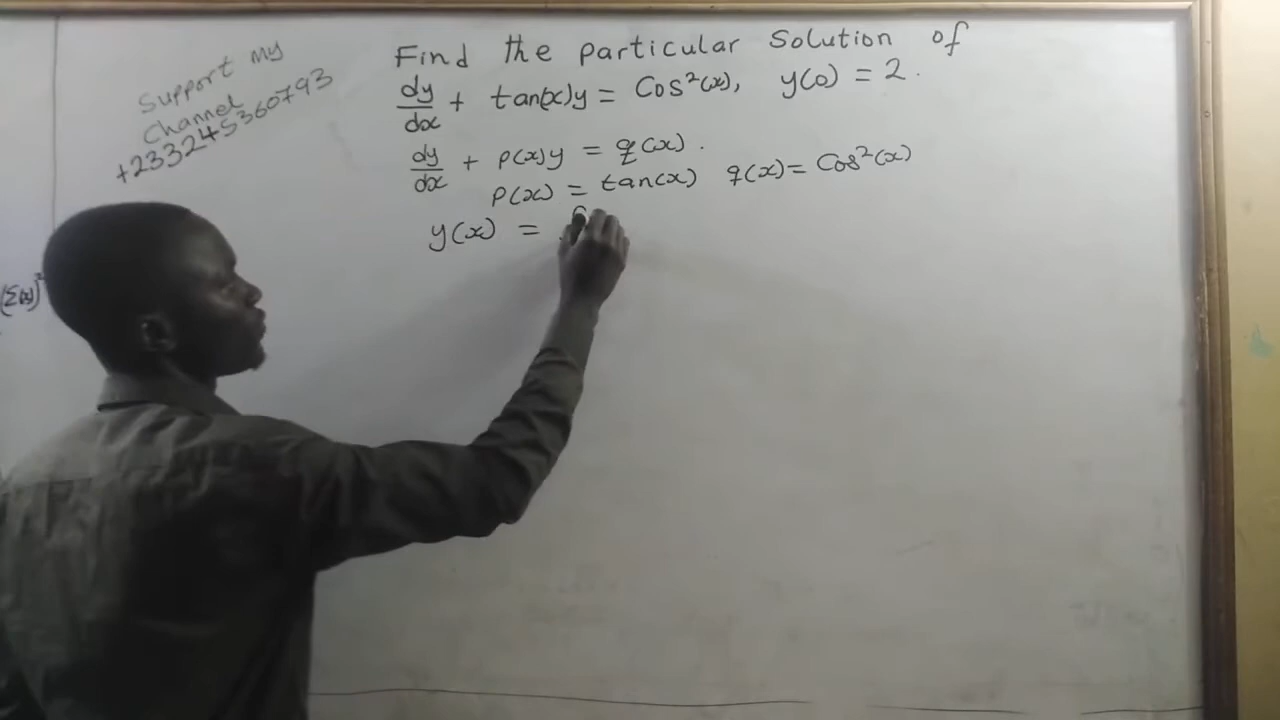 Support My
Channel
+233245360793
Find the particular Solution of
dy/dx + tan(x)y = Cos²(x), y(0) = 2.
dy/dx + P(x)y = q(x).
P(x) = tan(x) q(x) = Cos²(x)
y(x) =
(Σ(x))²